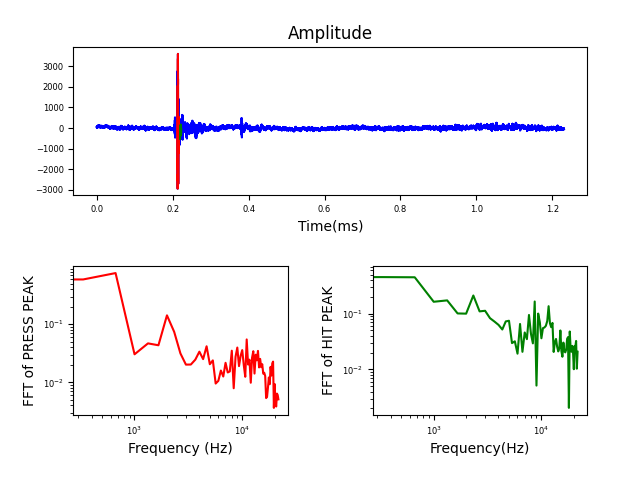 Amplitude
3000
2000
1000
0
−1000
−2000
−3000
0.0 0.2 0.4 0.6 0.8 1.0 1.2
Time(ms)
FFT of PRESS PEAK
10⁻¹
10⁻²
10³ 10⁴
Frequency (Hz)
FFT of HIT PEAK
10⁻¹
10⁻²
10³ 10⁴
Frequency(Hz)